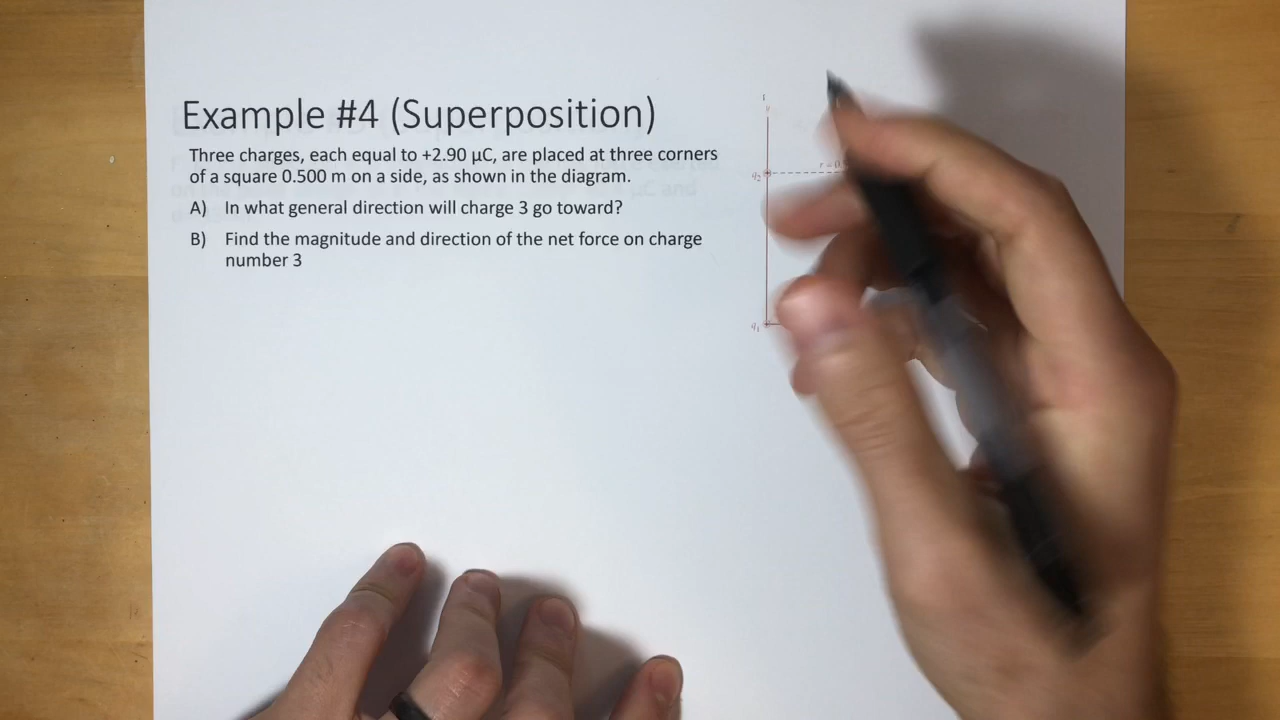 Example #4 (Superposition)
Three charges, each equal to +2.90 µC, are placed at three corners
of a square 0.500 m on a side, as shown in the diagram.
A) In what general direction will charge 3 go toward?
B) Find the magnitude and direction of the net force on charge
number 3
q₂
q₁